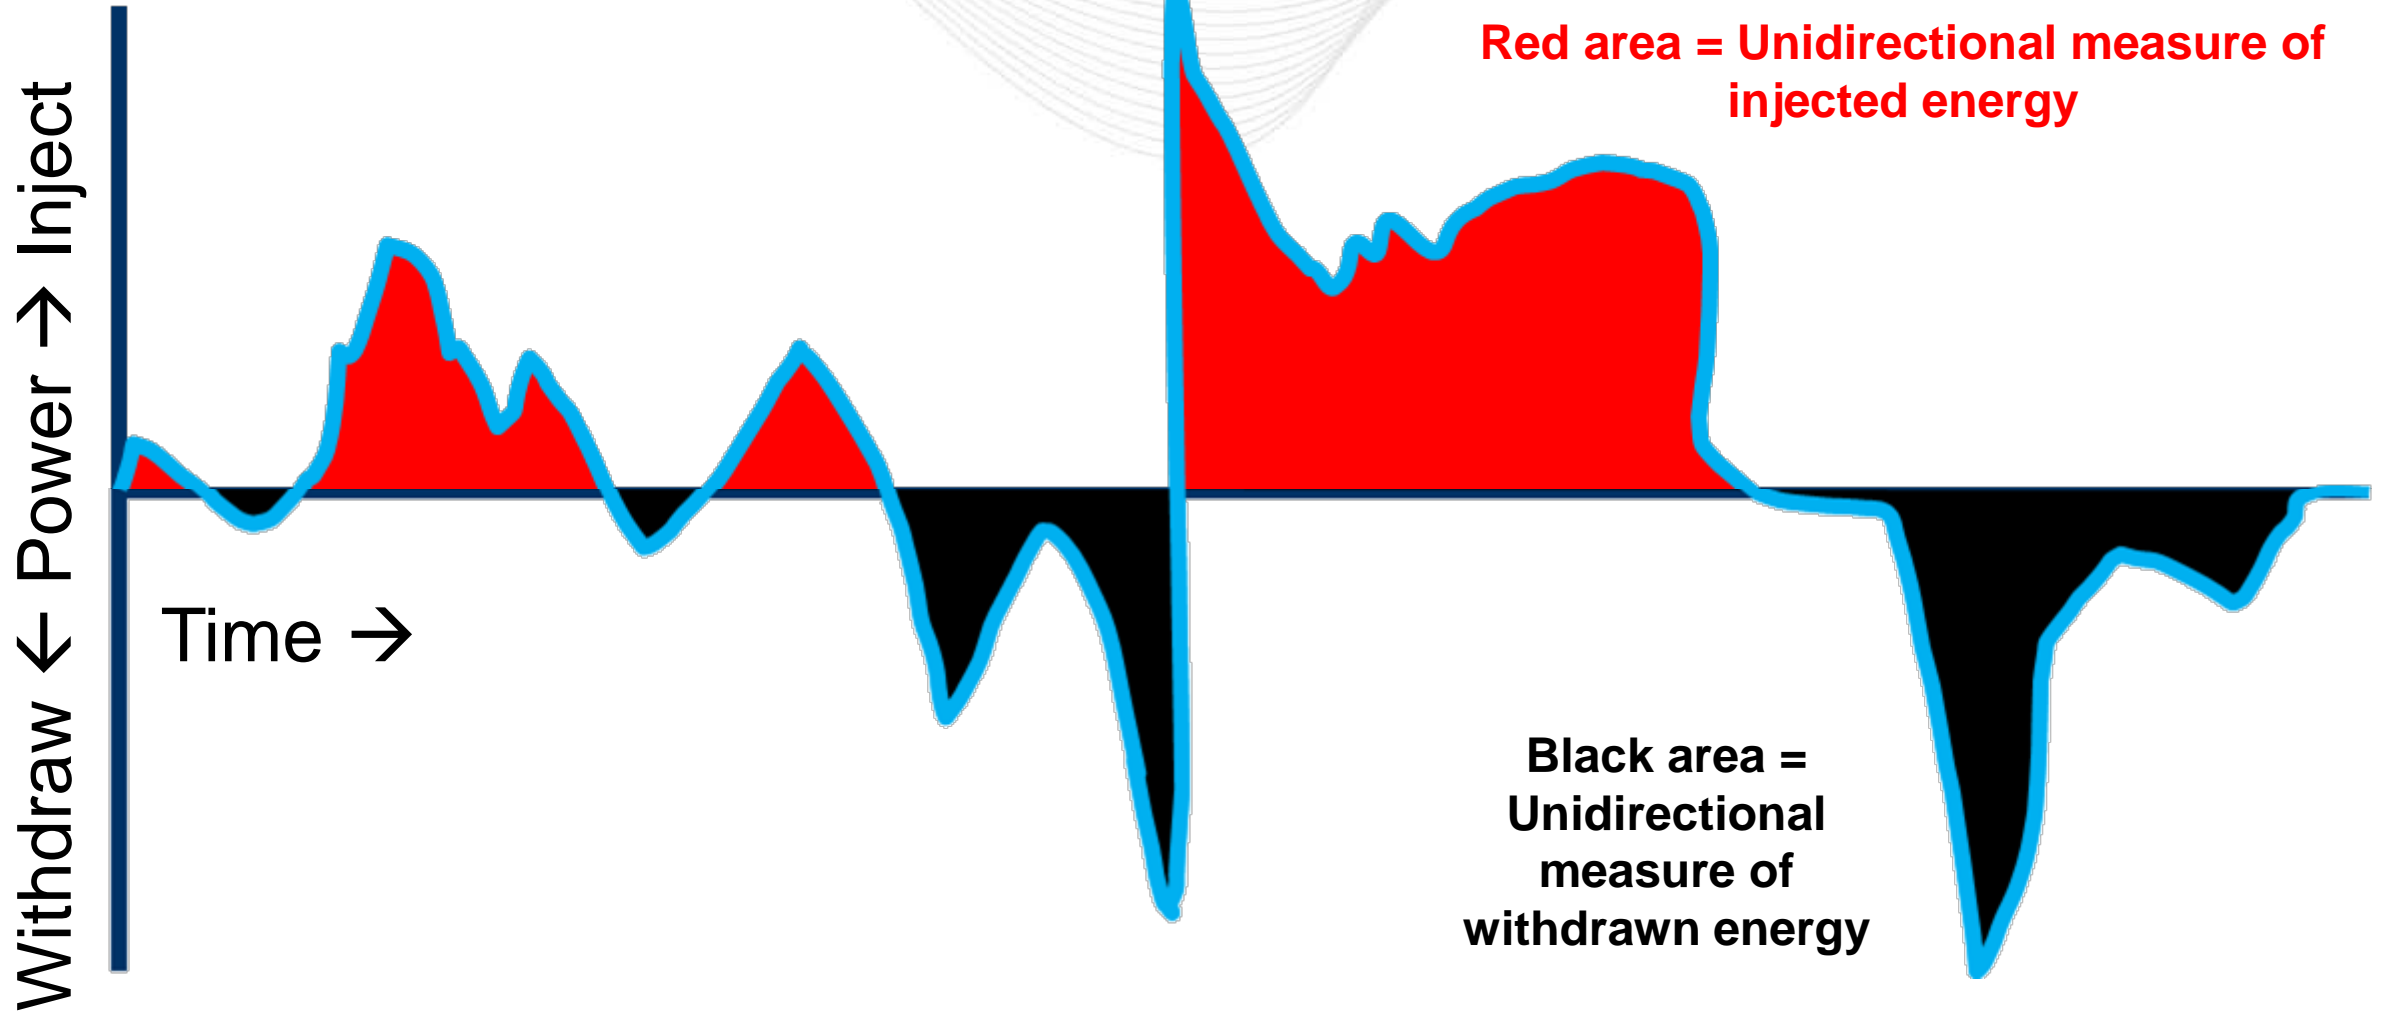 Withdraw ← Power → Inject
Red area = Unidirectional measure of
injected energy
Time →
Black area =
Unidirectional
measure of
withdrawn energy